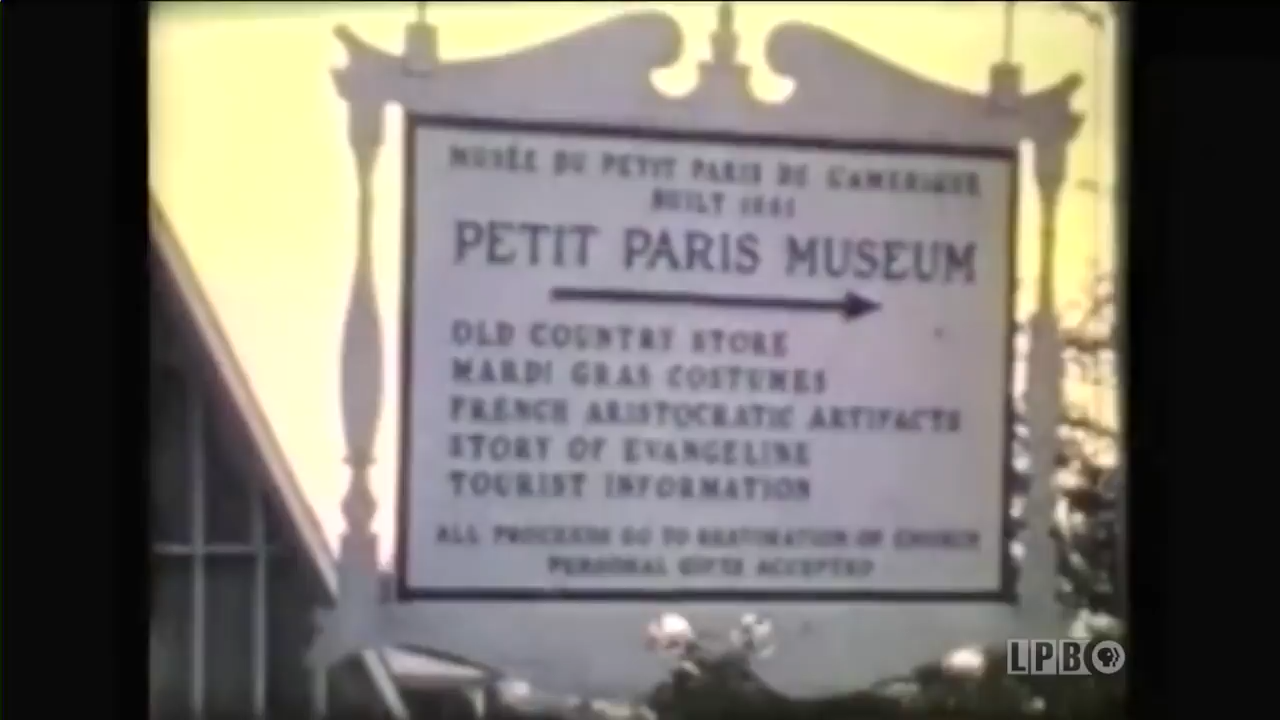 MUSÉE DU PETIT PARIS DE L'AMERIQUE
BUILT 1861
PETIT PARIS MUSEUM
OLD COUNTRY STORE
MARDI GRAS COSTUMES
FRENCH ARISTOCRATIC ARTIFACTS
STORY OF EVANGELINE
TOURIST INFORMATION
ALL PROCEEDS GO TO RESTORATION OF CHURCH
PERSONAL GIFTS ACCEPTED
LPB